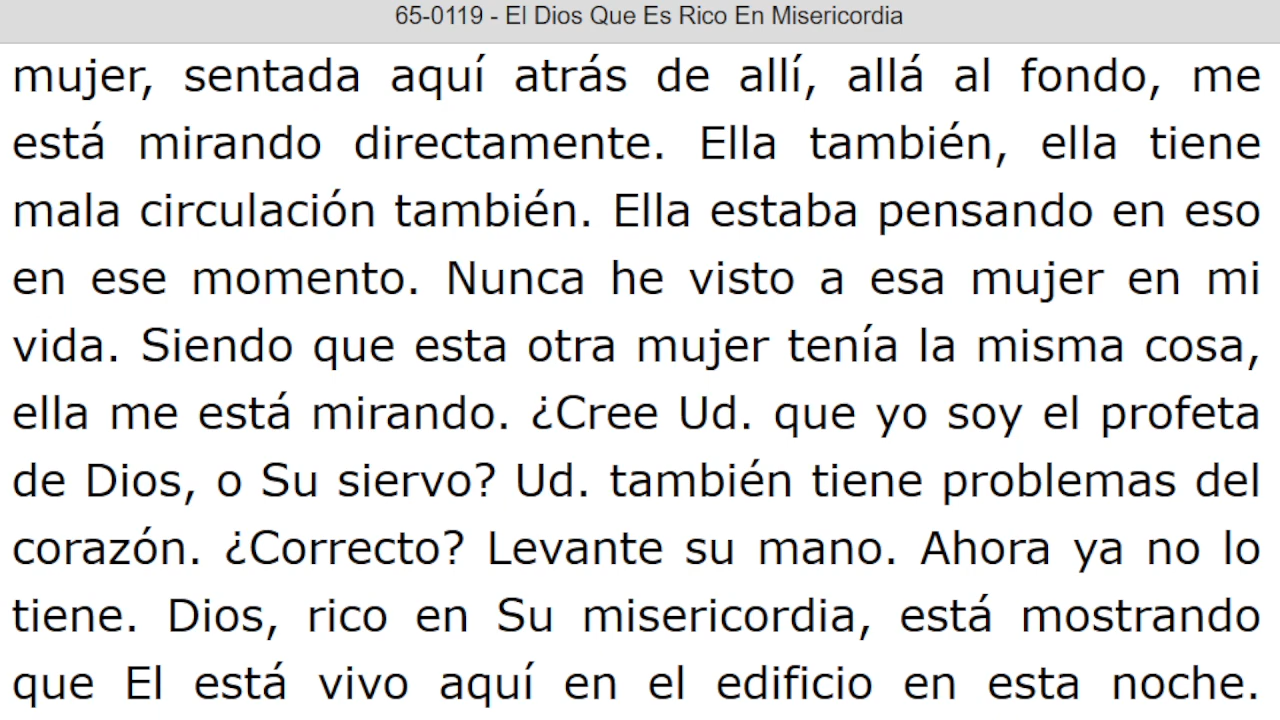 65-0119 - El Dios Que Es Rico En Misericordia
mujer, sentada aquí atrás de allí, allá al fondo, me
está mirando directamente. Ella también, ella tiene
mala circulación también. Ella estaba pensando en eso
en ese momento. Nunca he visto a esa mujer en mi
vida. Siendo que esta otra mujer tenía la misma cosa,
ella me está mirando. ¿Cree Ud. que yo soy el profeta
de Dios, o Su siervo? Ud. también tiene problemas del
corazón. ¿Correcto? Levante su mano. Ahora ya no lo
tiene. Dios, rico en Su misericordia, está mostrando
que El está vivo aquí en el edificio en esta noche.